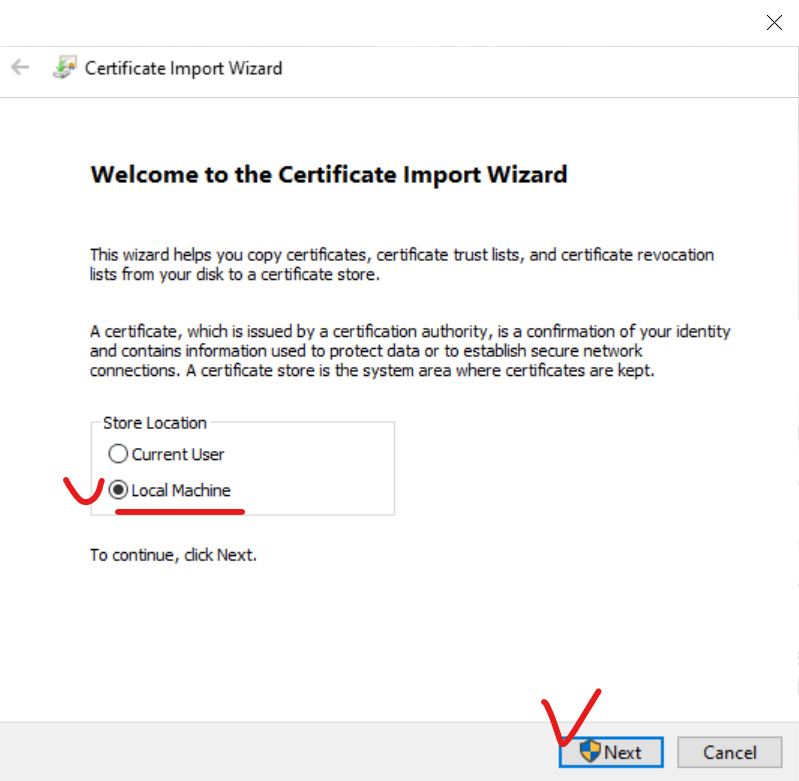 Certificate Import Wizard
Welcome to the Certificate Import Wizard
This wizard helps you copy certificates, certificate trust lists, and certificate revocation
lists from your disk to a certificate store.
A certificate, which is issued by a certification authority, is a confirmation of your identity
and contains information used to protect data or to establish secure network
connections. A certificate store is the system area where certificates are kept.
Store Location
Current User
Local Machine
To continue, click Next.
Next
Cancel